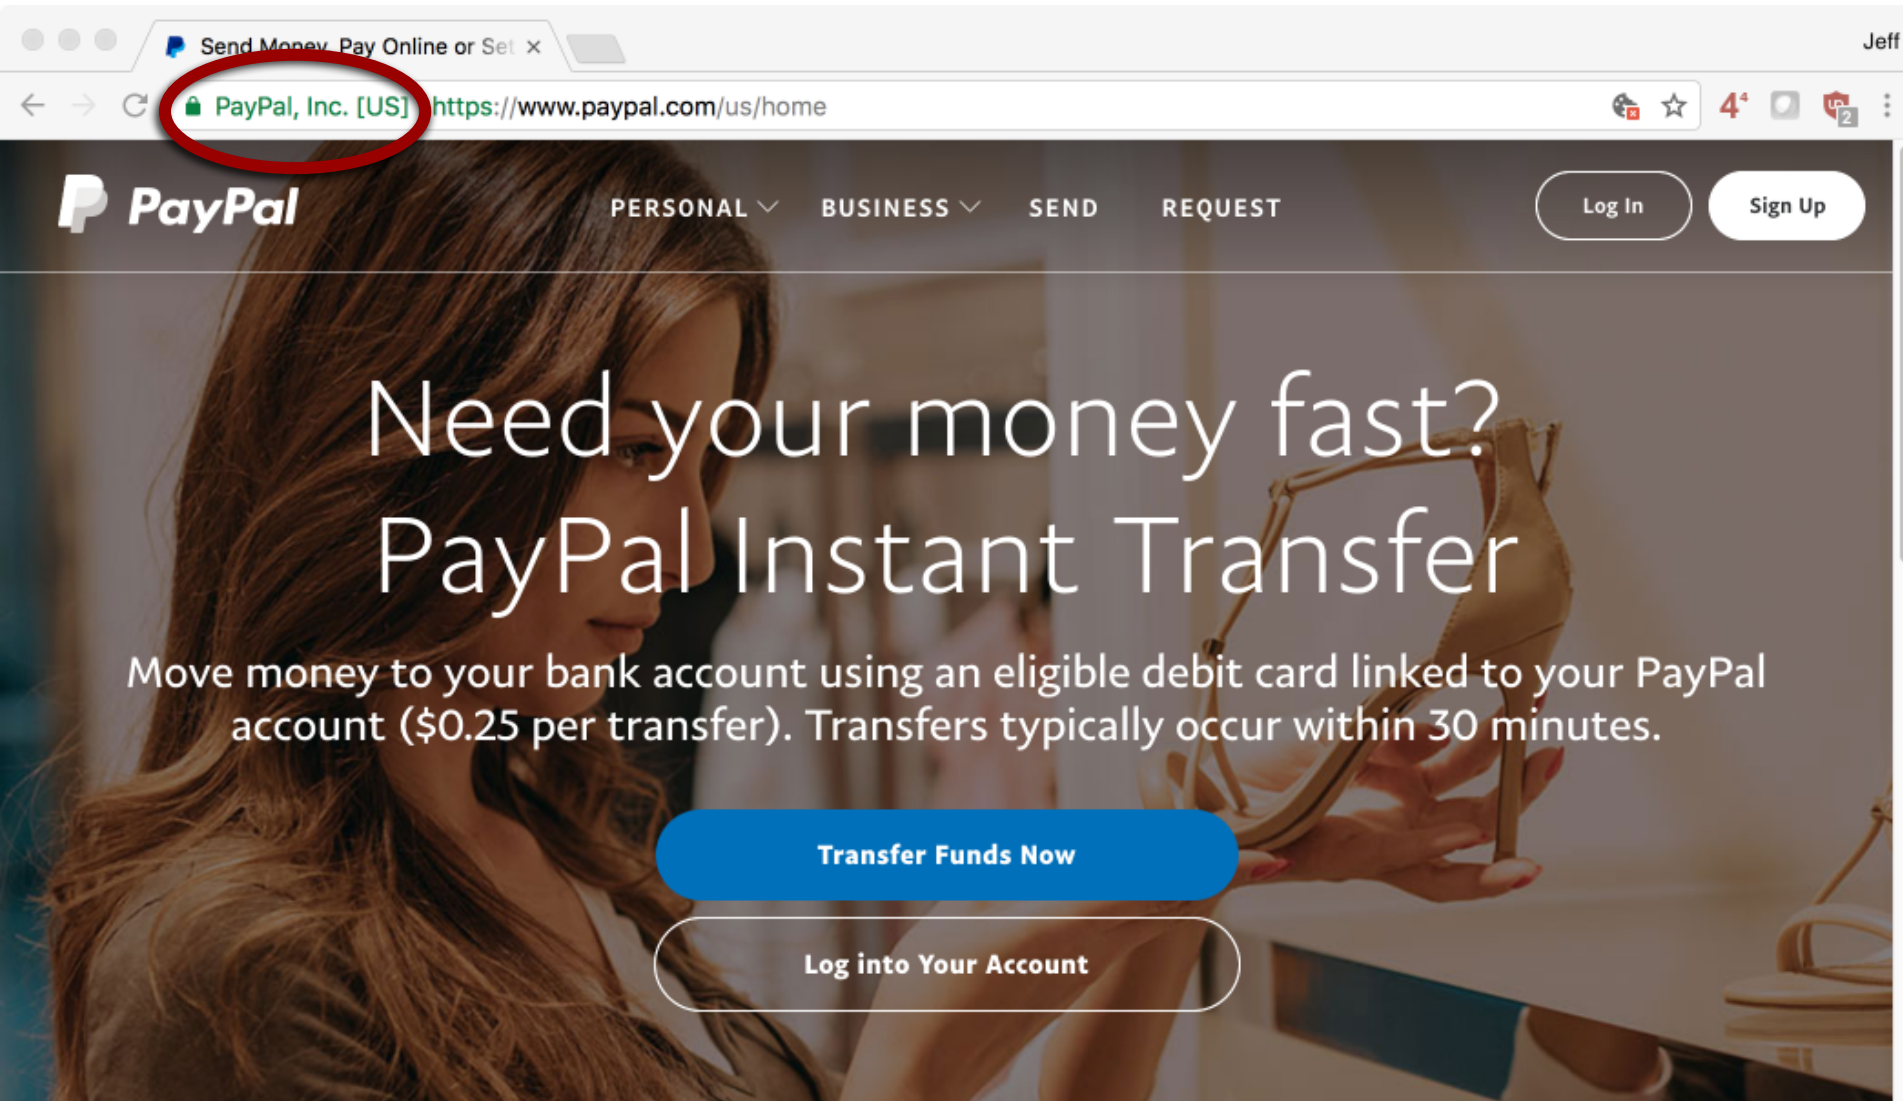 Send Money, Pay Online or Set
Jeff
PayPal, Inc. [US] https://www.paypal.com/us/home
4⁴
2
PayPal
PERSONAL BUSINESS SEND REQUEST
Log In
Sign Up
Need your money fast?
PayPal Instant Transfer
Move money to your bank account using an eligible debit card linked to your PayPal
account ($0.25 per transfer). Transfers typically occur within 30 minutes.
Transfer Funds Now
Log into Your Account